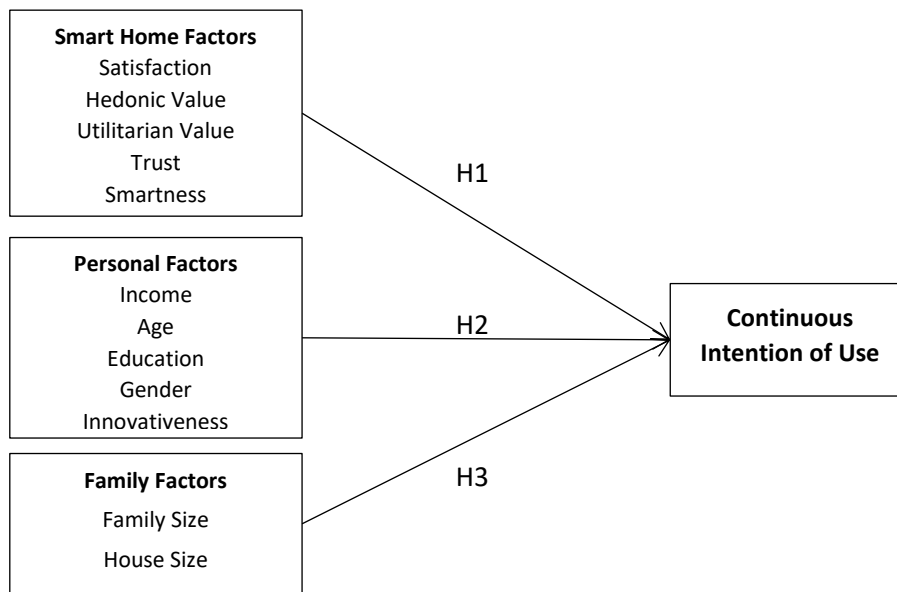 Smart Home Factors
Satisfaction
Hedonic Value
Utilitarian Value
Trust
Smartness
H1
Personal Factors
Income
Age
Education
Gender
Innovativeness
H2
Continuous
Intention of Use
Family Factors
Family Size
House Size
H3